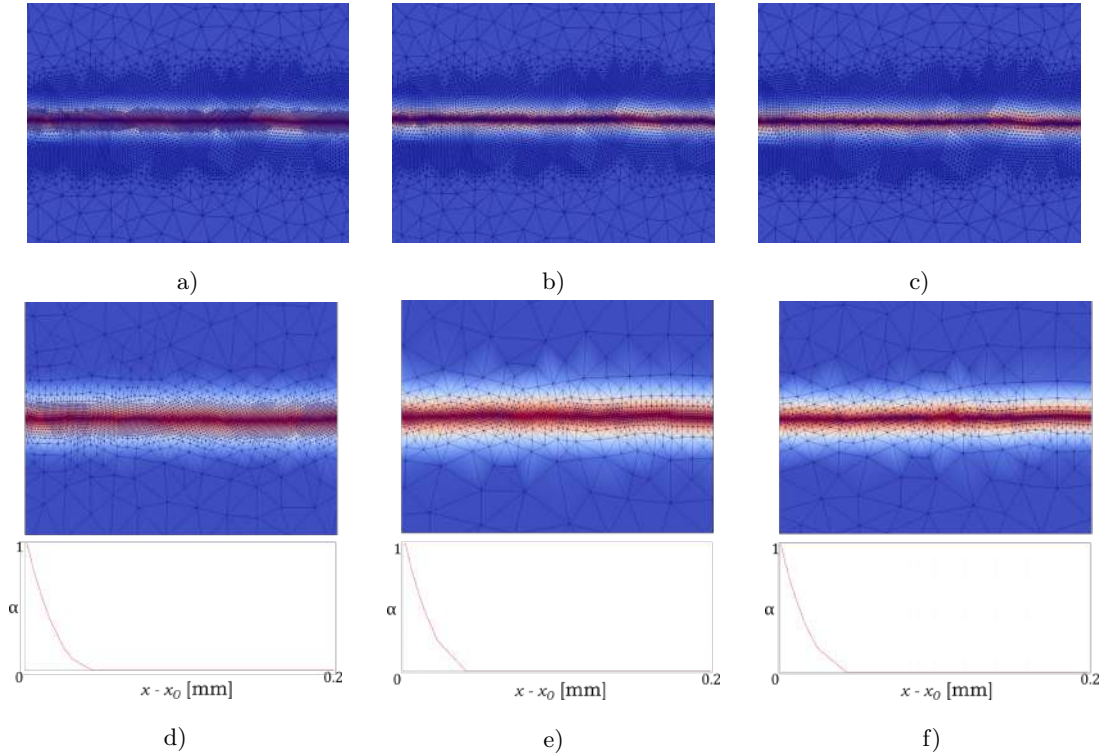 a) b) c)
1 1 1
α α α
0 0.2 0 0.2 0 0.2
x - x₀ [mm] x - x₀ [mm] x - x₀ [mm]
d) e) f)